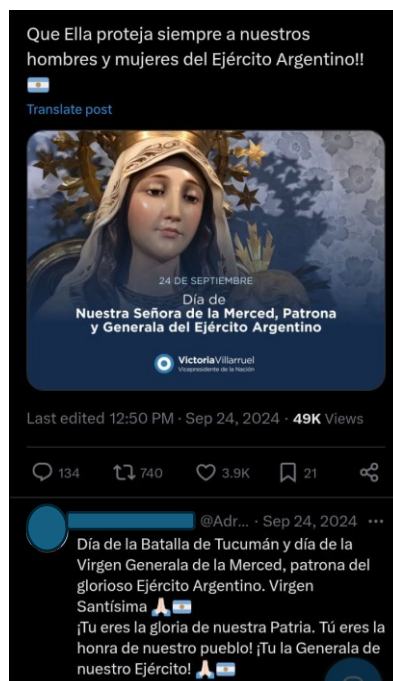 Que Ella proteja siempre a nuestros
hombres y mujeres del Ejército Argentino!!
🇦🇷
Translate post
24 DE SEPTIEMBRE
Día de
Nuestra Señora de la Merced, Patrona
y Generala del Ejército Argentino
VictoriaVillarruel
Vicepresidente de la Nación
Last edited 12:50 PM · Sep 24, 2024 · 49K Views
134 740 3.9K 21
@Adr... · Sep 24, 2024 ...
Día de la Batalla de Tucumán y día de la
Virgen Generala de la Merced, patrona del
glorioso Ejército Argentino. Virgen
Santísima 🙏🏻🇦🇷
¡Tu eres la gloria de nuestra Patria. Tú eres la
honra de nuestro pueblo! ¡Tu la Generala de
nuestro Ejército! 🙏🏻🇦🇷